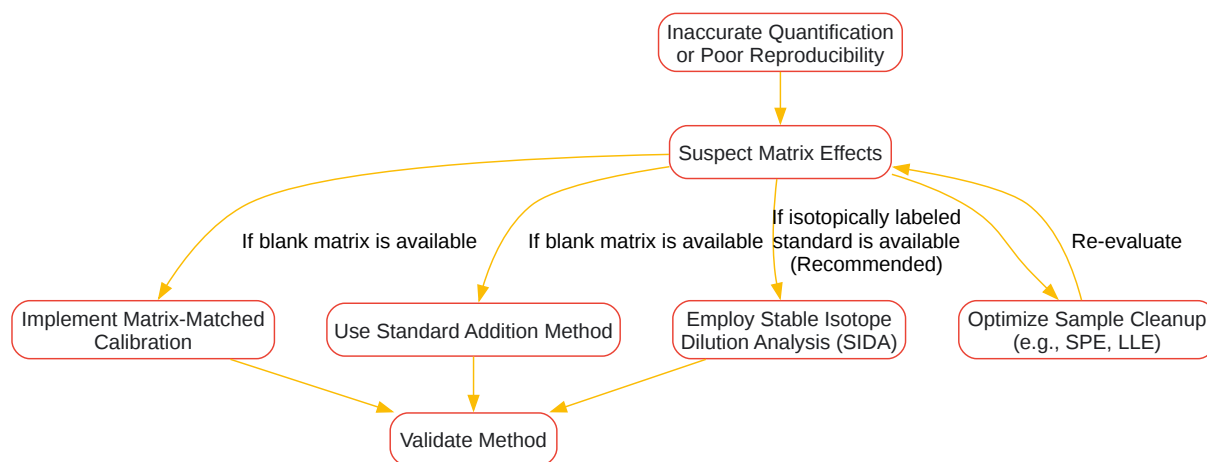 Inaccurate Quantification
or Poor Reproducibility
Suspect Matrix Effects
If blank matrix is available
If blank matrix is available
If isotopically labeled
standard is available
(Recommended)
Re-evaluate
Implement Matrix-Matched
Calibration
Use Standard Addition Method
Employ Stable Isotope
Dilution Analysis (SIDA)
Optimize Sample Cleanup
(e.g., SPE, LLE)
Validate Method